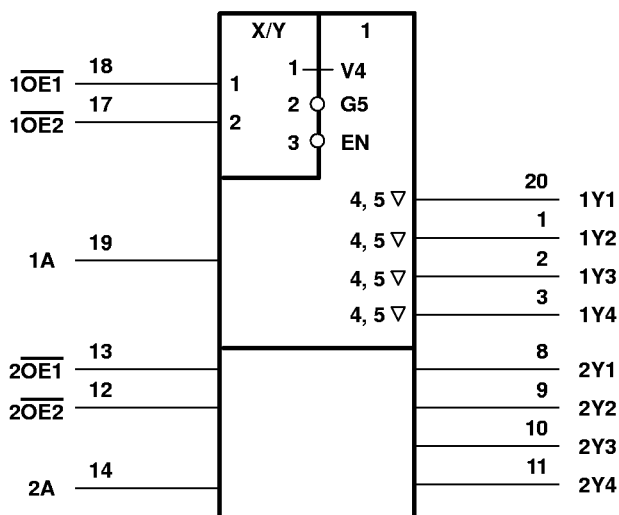 X/Y 1
1 V4
18
1OE1 1
2 G5
17
1OE2 2
3 EN
20
4, 5 ▽ 1Y1
1
4, 5 ▽ 1Y2
19
1A
2
4, 5 ▽ 1Y3
3
4, 5 ▽ 1Y4
13 8
2OE1 2Y1
12 9
2OE2 2Y2
10
2Y3
14 11
2A 2Y4